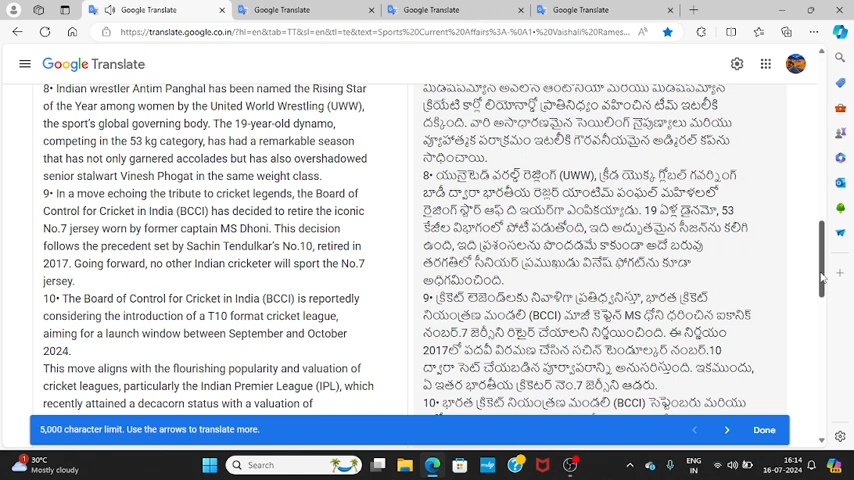 Google Translate
Google Translate
Google Translate
Google Translate
https://translate.google.co.in/?hl=en&tab=TT&sl=en&tl=te&text=Sports%20Current%20Affairs%3A-%0A1•%20Vaishali%20Rames...
Google Translate
8• Indian wrestler Antim Panghal has been named the Rising Star
of the Year among women by the United World Wrestling (UWW),
the sport's global governing body. The 19-year-old dynamo,
competing in the 53 kg category, has had a remarkable season
that has not only garnered accolades but has also overshadowed
senior stalwart Vinesh Phogat in the same weight class.
9• In a move echoing the tribute to cricket legends, the Board of
Control for Cricket in India (BCCI) has decided to retire the iconic
No.7 jersey worn by former captain MS Dhoni. This decision
follows the precedent set by Sachin Tendulkar's No.10, retired in
2017. Going forward, no other Indian cricketer will sport the No.7
jersey.
10• The Board of Control for Cricket in India (BCCI) is reportedly
considering the introduction of a T10 format cricket league,
aiming for a launch window between September and October
2024.
This move aligns with the flourishing popularity and valuation of
cricket leagues, particularly the Indian Premier League (IPL), which
recently attained a decacorn status with a valuation of
క్రియేటి కార్లో లియోనార్డో ప్రాతినిధ్యం వహించిన టీమ్ ఇటలీకి
దక్కింది. వారి అసాధారణమైన సెయిలింగ్ నైపుణ్యాలు మరియు
వ్యూహాత్మక పరాక్రమం ఇటలీకి గౌరవనీయమైన అడ్మిరల్ కప్‌ను
సాధించాయి.
8• యునైటెడ్ వరల్డ్ రెజ్లింగ్ (UWW), క్రీడ యొక్క గ్లోబల్ గవర్నింగ్
బాడీ ద్వారా భారతీయ రెజ్లర్ యాంటిమ్ పంఘల్ మహిళలలో
రైజింగ్ స్టార్ ఆఫ్ ది ఇయర్‌గా ఎంపికయ్యాడు. 19 ఏళ్ల డైనమో, 53
కేజీల విభాగంలో పోటీ పడుతోంది, ఇది అద్భుతమైన సీజన్‌ను కలిగి
ఉంది, ఇది ప్రశంసలను పొందడమే కాకుండా అదే బరువు
తరగతిలో సీనియర్ ప్రముఖుడు వినేష్ ఫోగట్‌ను కూడా
అధిగమించింది.
9• క్రికెట్ లెజెండ్‌లకు నివాళిగా ప్రతిధ్వనిస్తూ, భారత క్రికెట్
నియంత్రణ మండలి (BCCI) మాజీ కెప్టెన్ MS ధోని ధరించిన ఐకానిక్
నంబర్.7 జెర్సీని రిటైర్ చేయాలని నిర్ణయించింది. ఈ నిర్ణయం
2017లో పదవీ విరమణ చేసిన సచిన్ టెండూల్కర్ నంబర్.10
ద్వారా సెట్ చేయబడిన పూర్వాపరాన్ని అనుసరిస్తుంది. ఇకముందు,
ఏ ఇతర భారతీయ క్రికెటర్ నెం.7 జెర్సీని ఆడరు.
10• భారత క్రికెట్ నియంత్రణ మండలి (BCCI) సెప్టెంబరు మరియు
5,000 character limit. Use the arrows to translate more.
Done
30°C
Mostly cloudy
Search
ENG
IN
16:14
16-07-2024